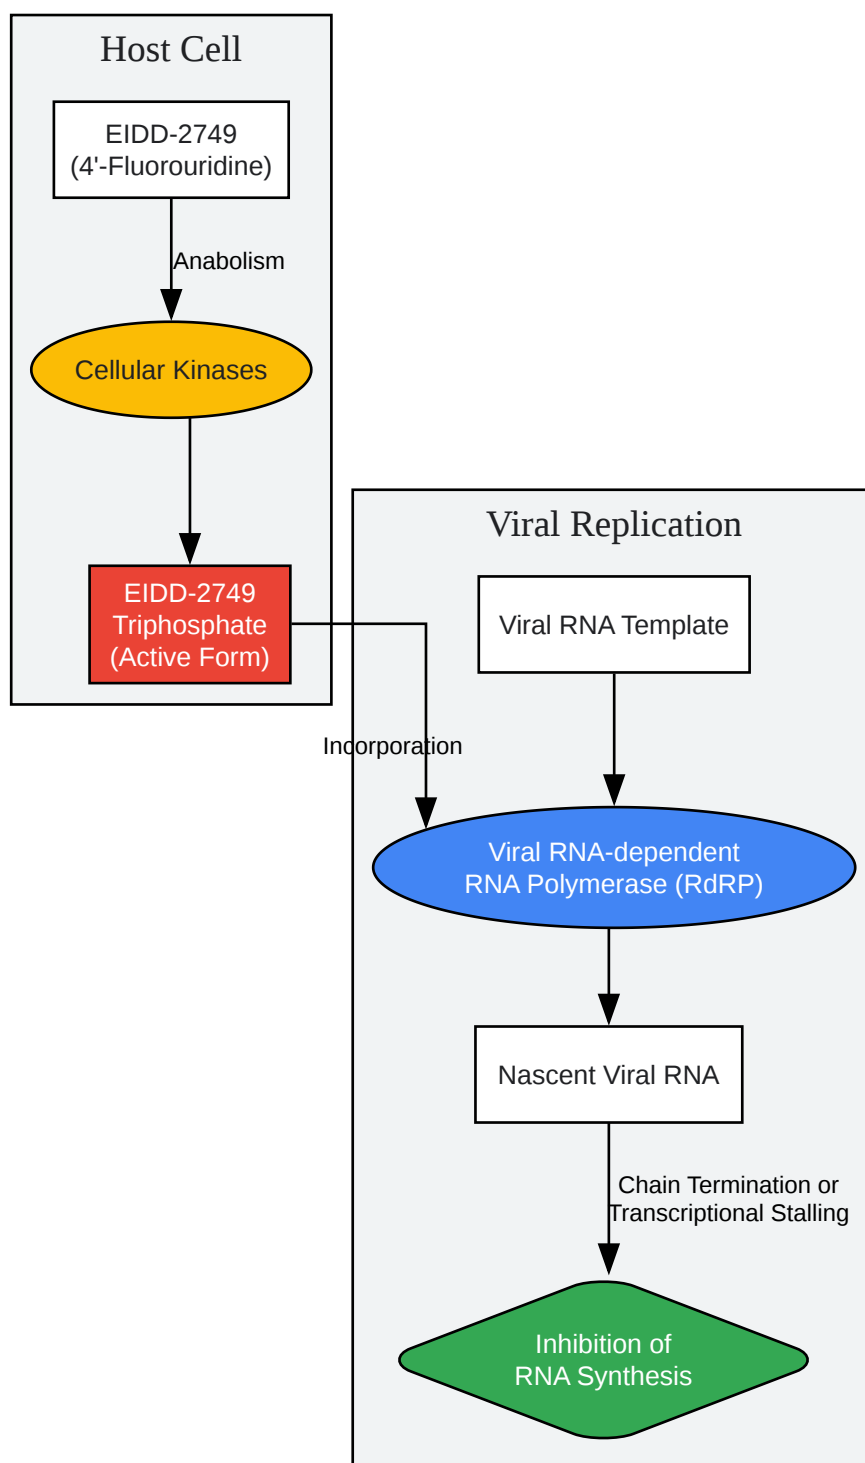 Host Cell
EIDD-2749
(4'-Fluorouridine)
Anabolism
Cellular Kinases
EIDD-2749
Triphosphate
(Active Form)
Viral Replication
Viral RNA Template
Incorporation
Viral RNA-dependent
RNA Polymerase (RdRP)
Nascent Viral RNA
Chain Termination or
Transcriptional Stalling
Inhibition of
RNA Synthesis